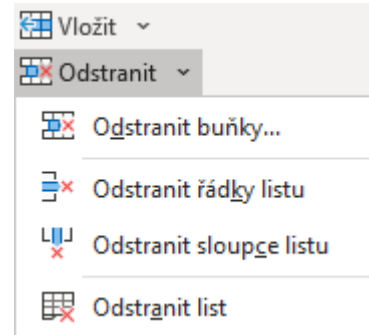 Vložit
Odstranit
Odstranit buňky...
Odstranit řádky listu
Odstranit sloupce listu
Odstranit list